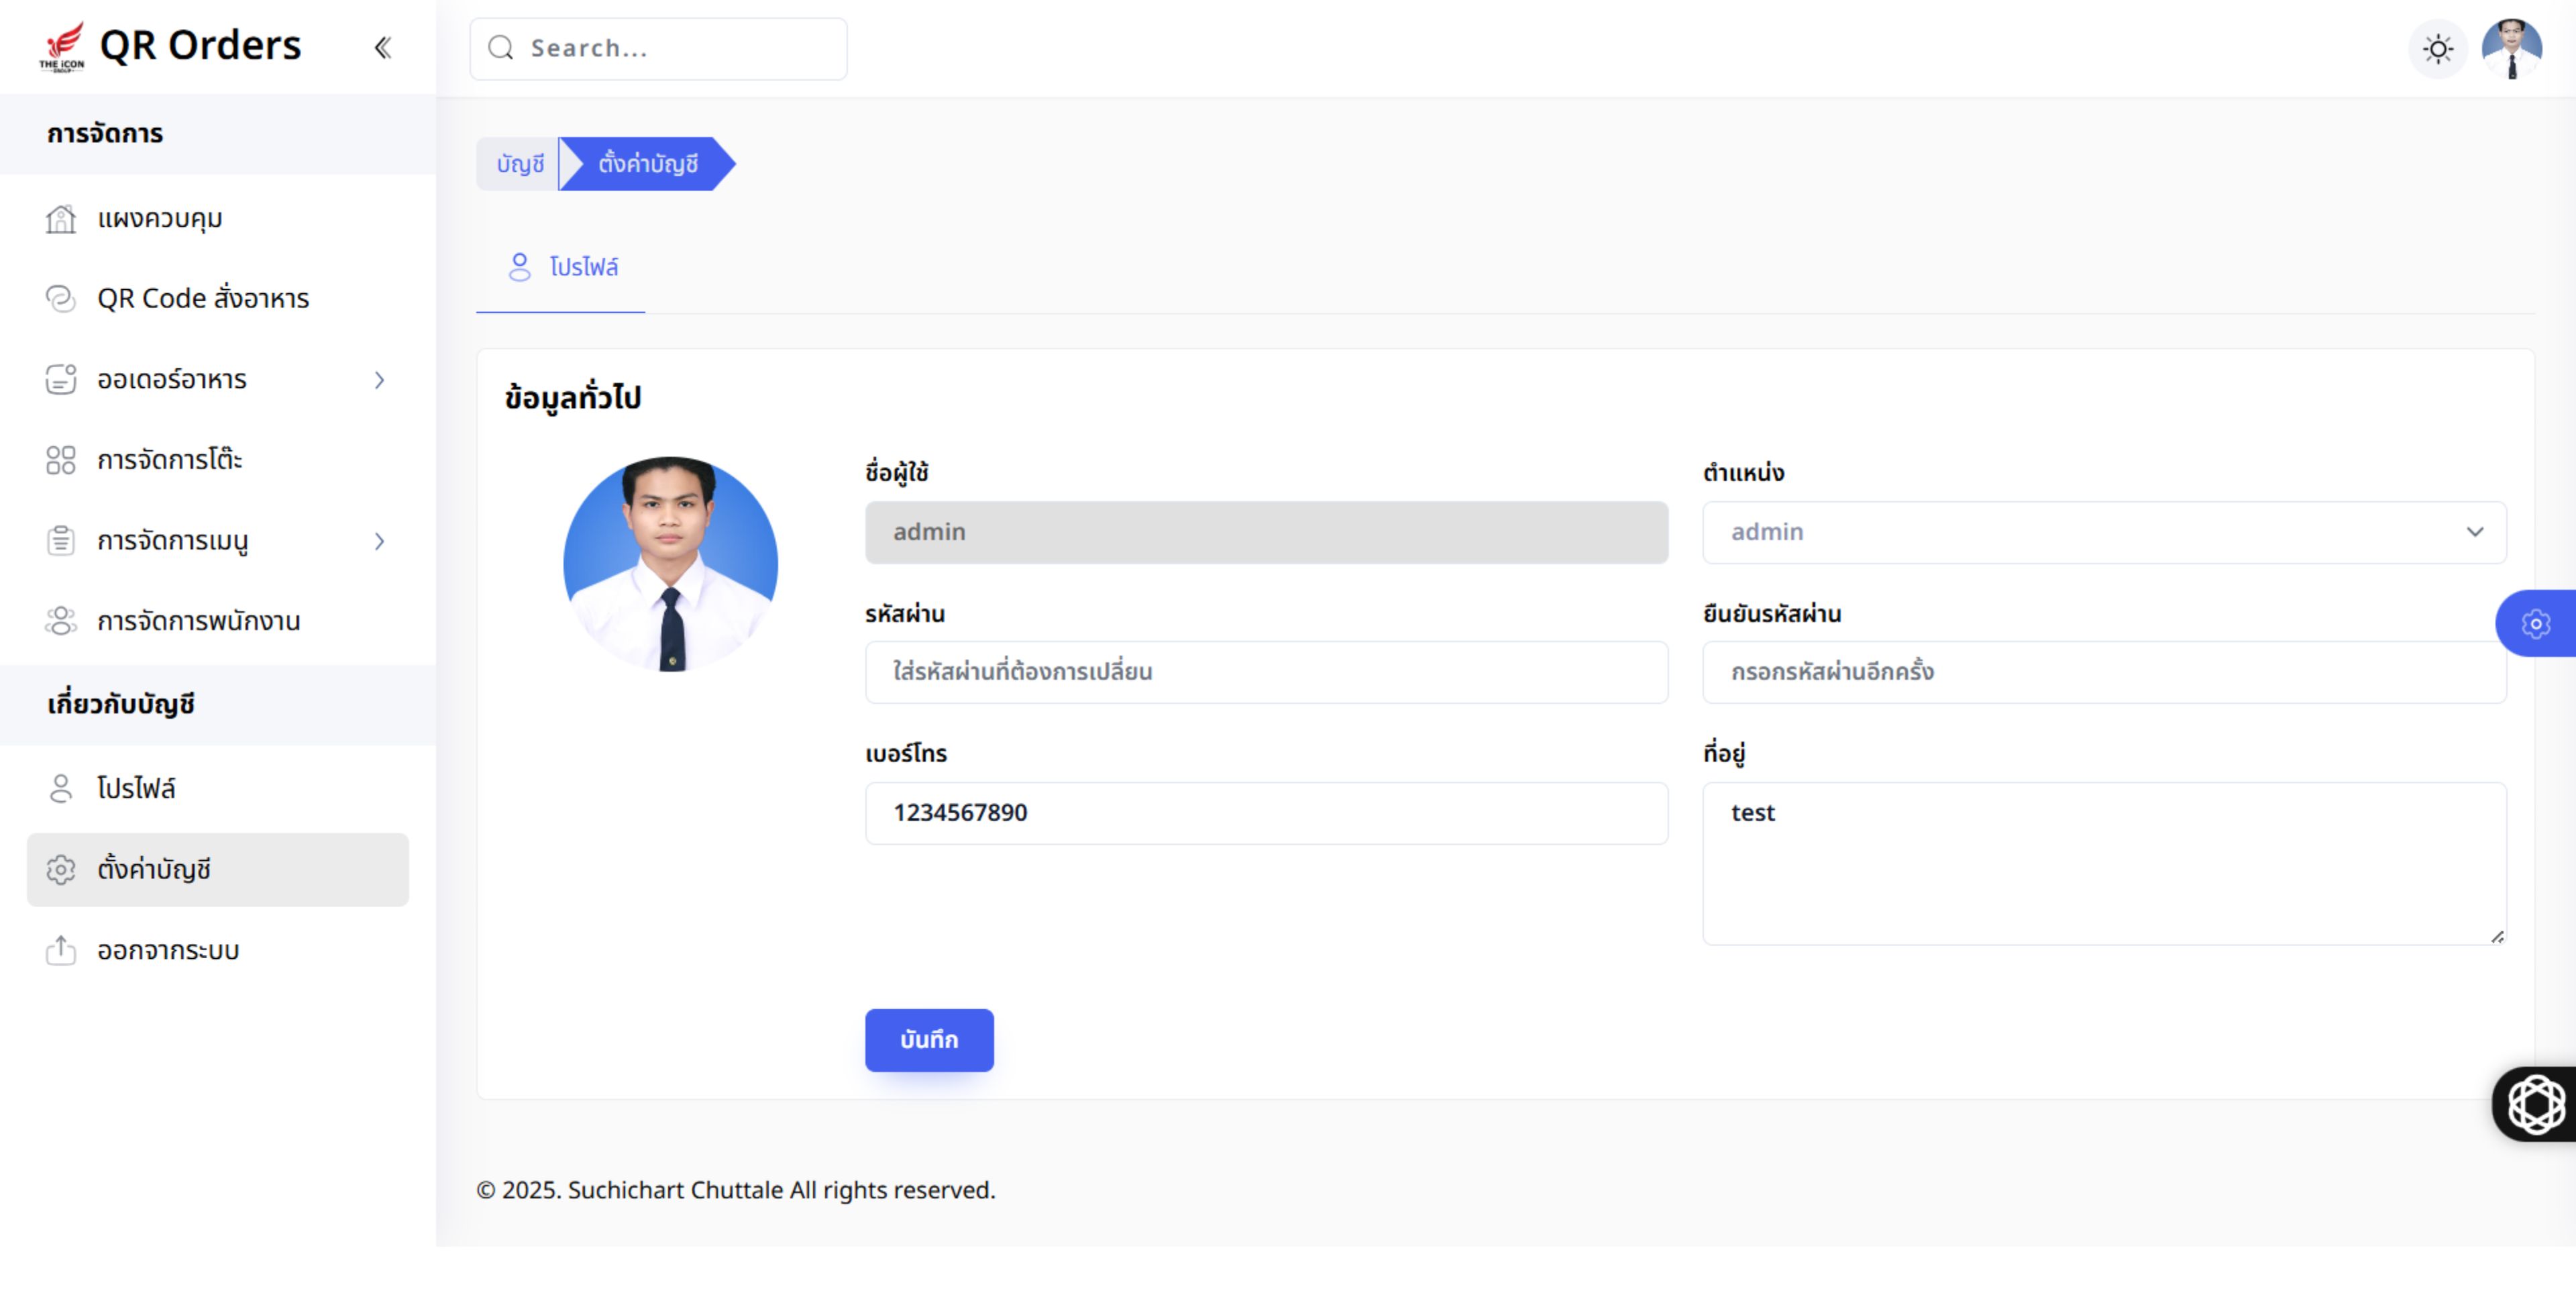 THE iCON
GROUP
QR Orders
Search...
การจัดการ
แผงควบคุม
QR Code สั่งอาหาร
ออเดอร์อาหาร
การจัดการโต๊ะ
การจัดการเมนู
การจัดการพนักงาน
เกี่ยวกับบัญชี
โปรไฟล์
ตั้งค่าบัญชี
ออกจากระบบ
บัญชี
ตั้งค่าบัญชี
โปรไฟล์
ข้อมูลทั่วไป
ชื่อผู้ใช้
admin
ตำแหน่ง
admin
รหัสผ่าน
ใส่รหัสผ่านที่ต้องการเปลี่ยน
ยืนยันรหัสผ่าน
กรอกรหัสผ่านอีกครั้ง
เบอร์โทร
1234567890
ที่อยู่
test
บันทึก
© 2025. Suchichart Chuttale All rights reserved.